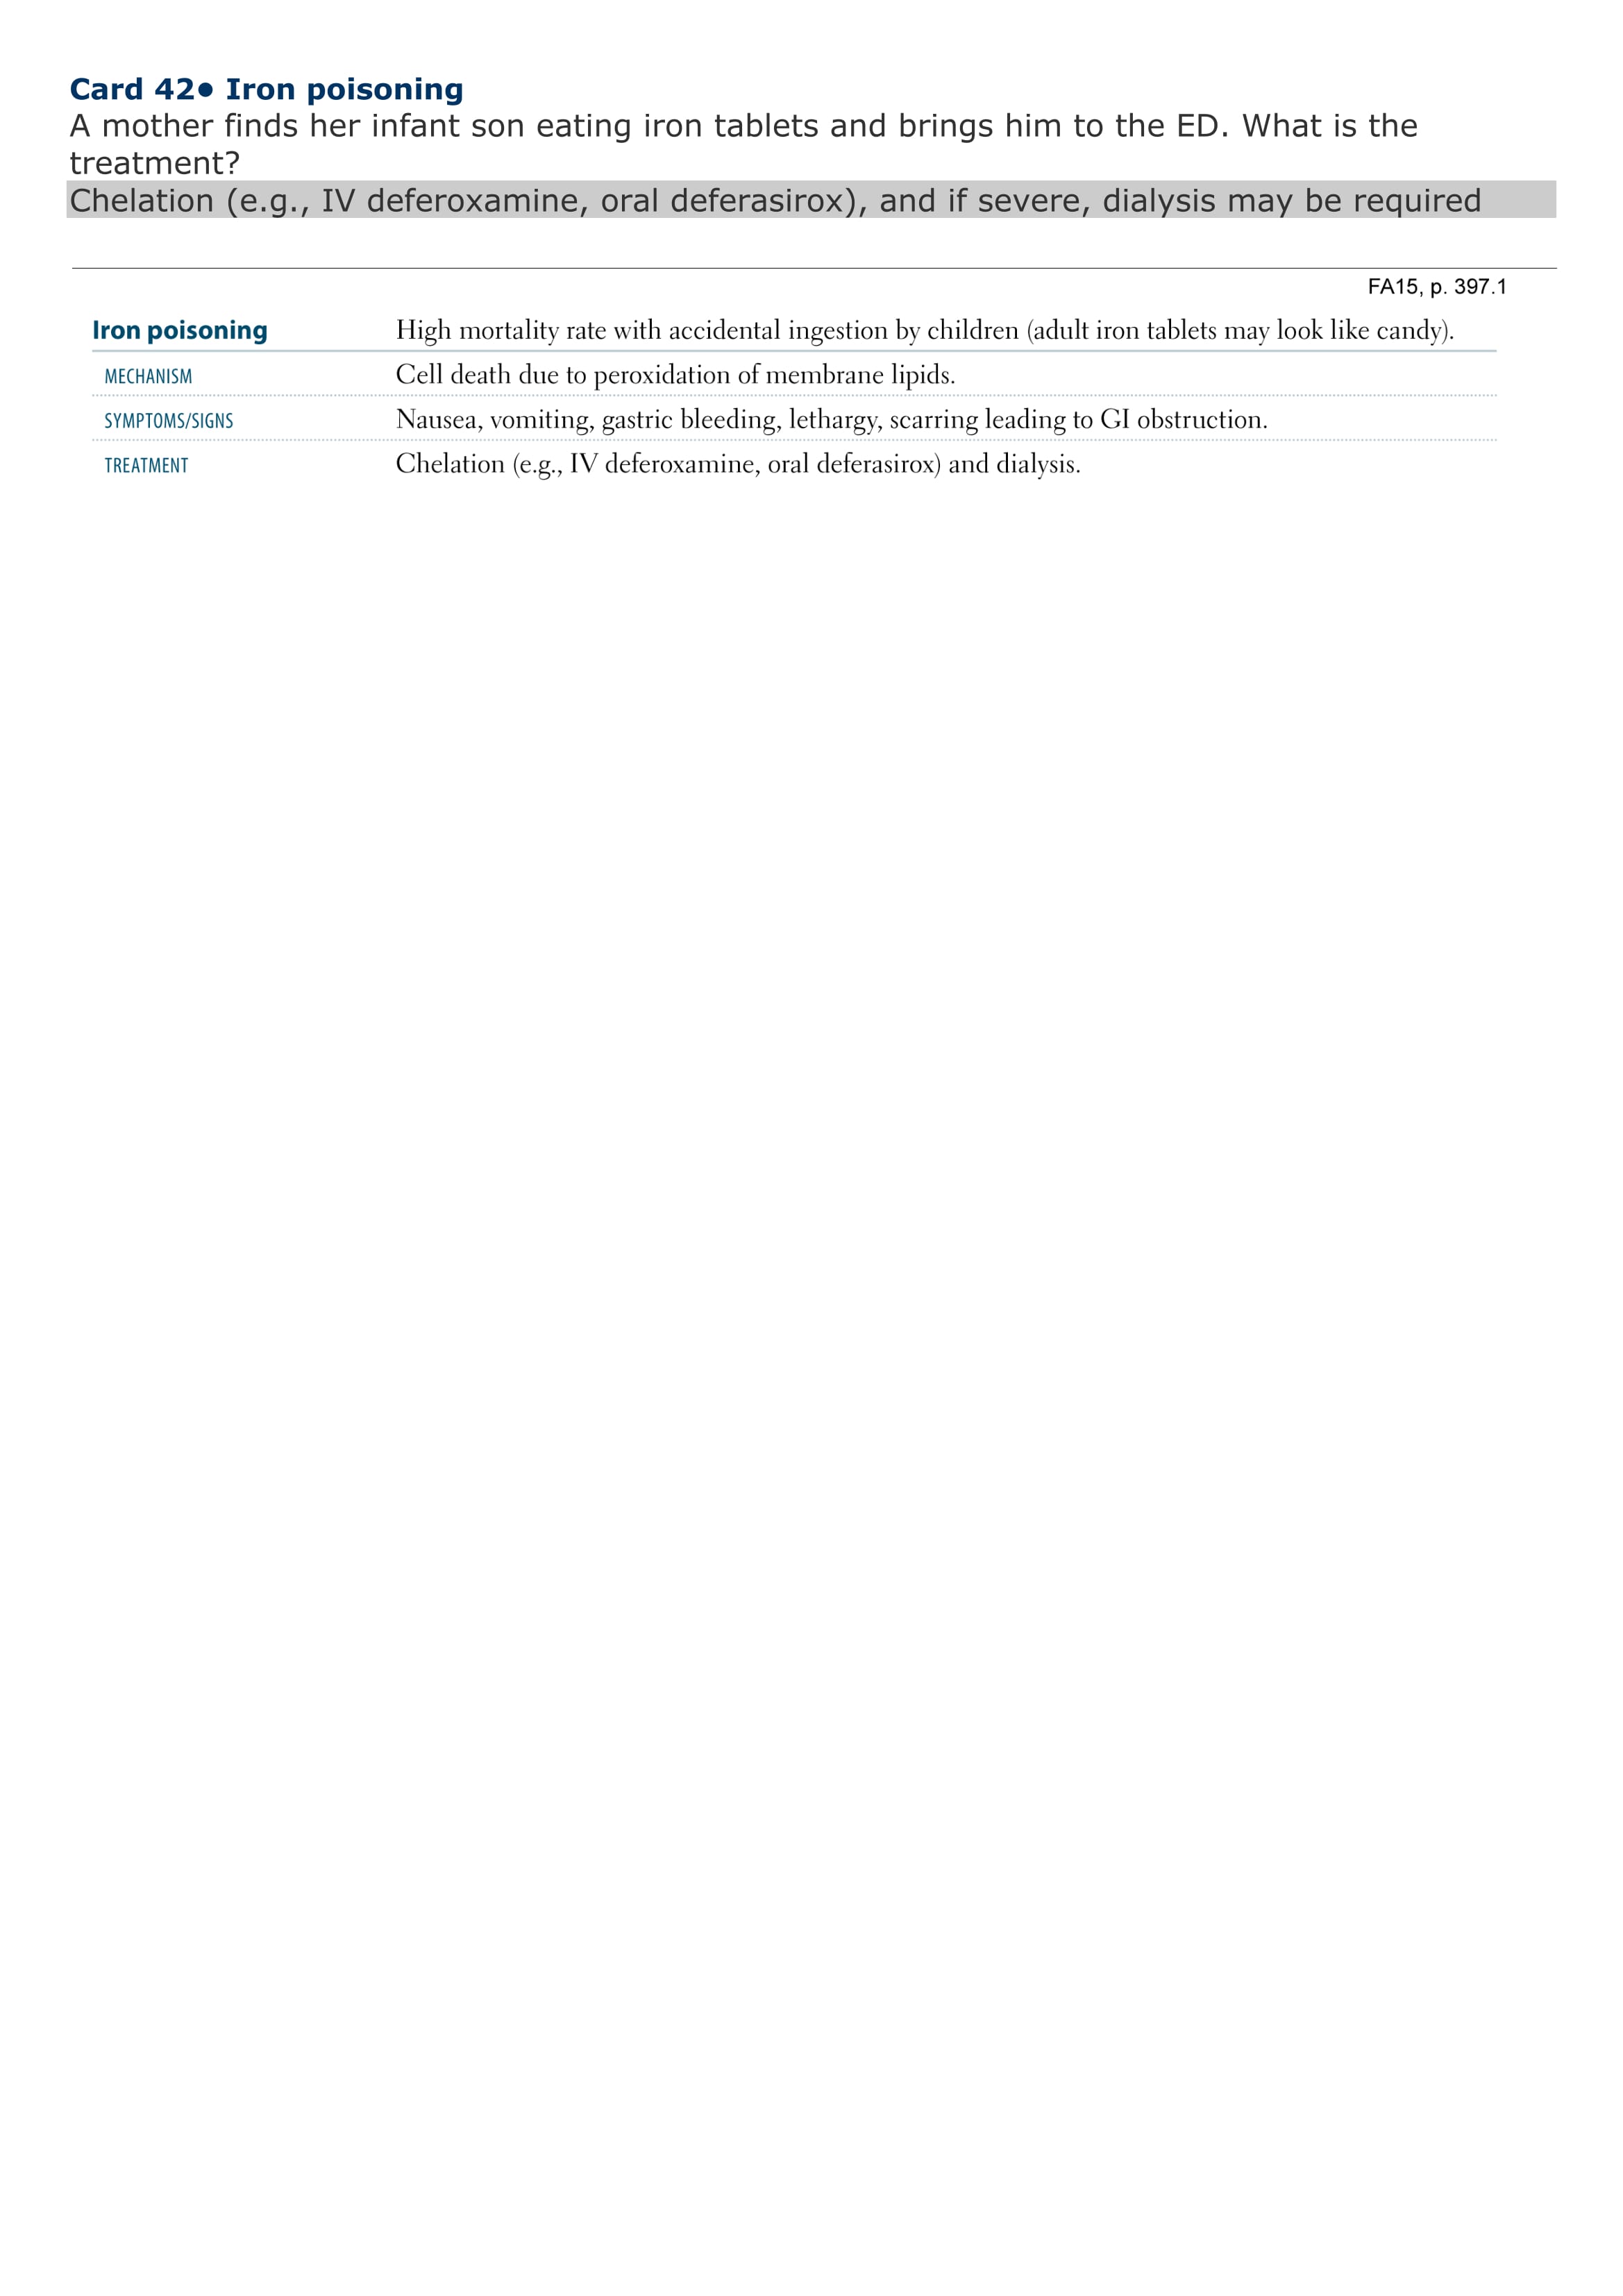 Card 42● Iron poisoning
A mother finds her infant son eating iron tablets and brings him to the ED. What is the
treatment?
Chelation (e.g., IV deferoxamine, oral deferasirox), and if severe, dialysis may be required
FA15, p. 397.1
Iron poisoning High mortality rate with accidental ingestion by children (adult iron tablets may look like candy).
MECHANISM Cell death due to peroxidation of membrane lipids.
SYMPTOMS/SIGNS Nausea, vomiting, gastric bleeding, lethargy, scarring leading to GI obstruction.
TREATMENT Chelation (e.g., IV deferoxamine, oral deferasirox) and dialysis.